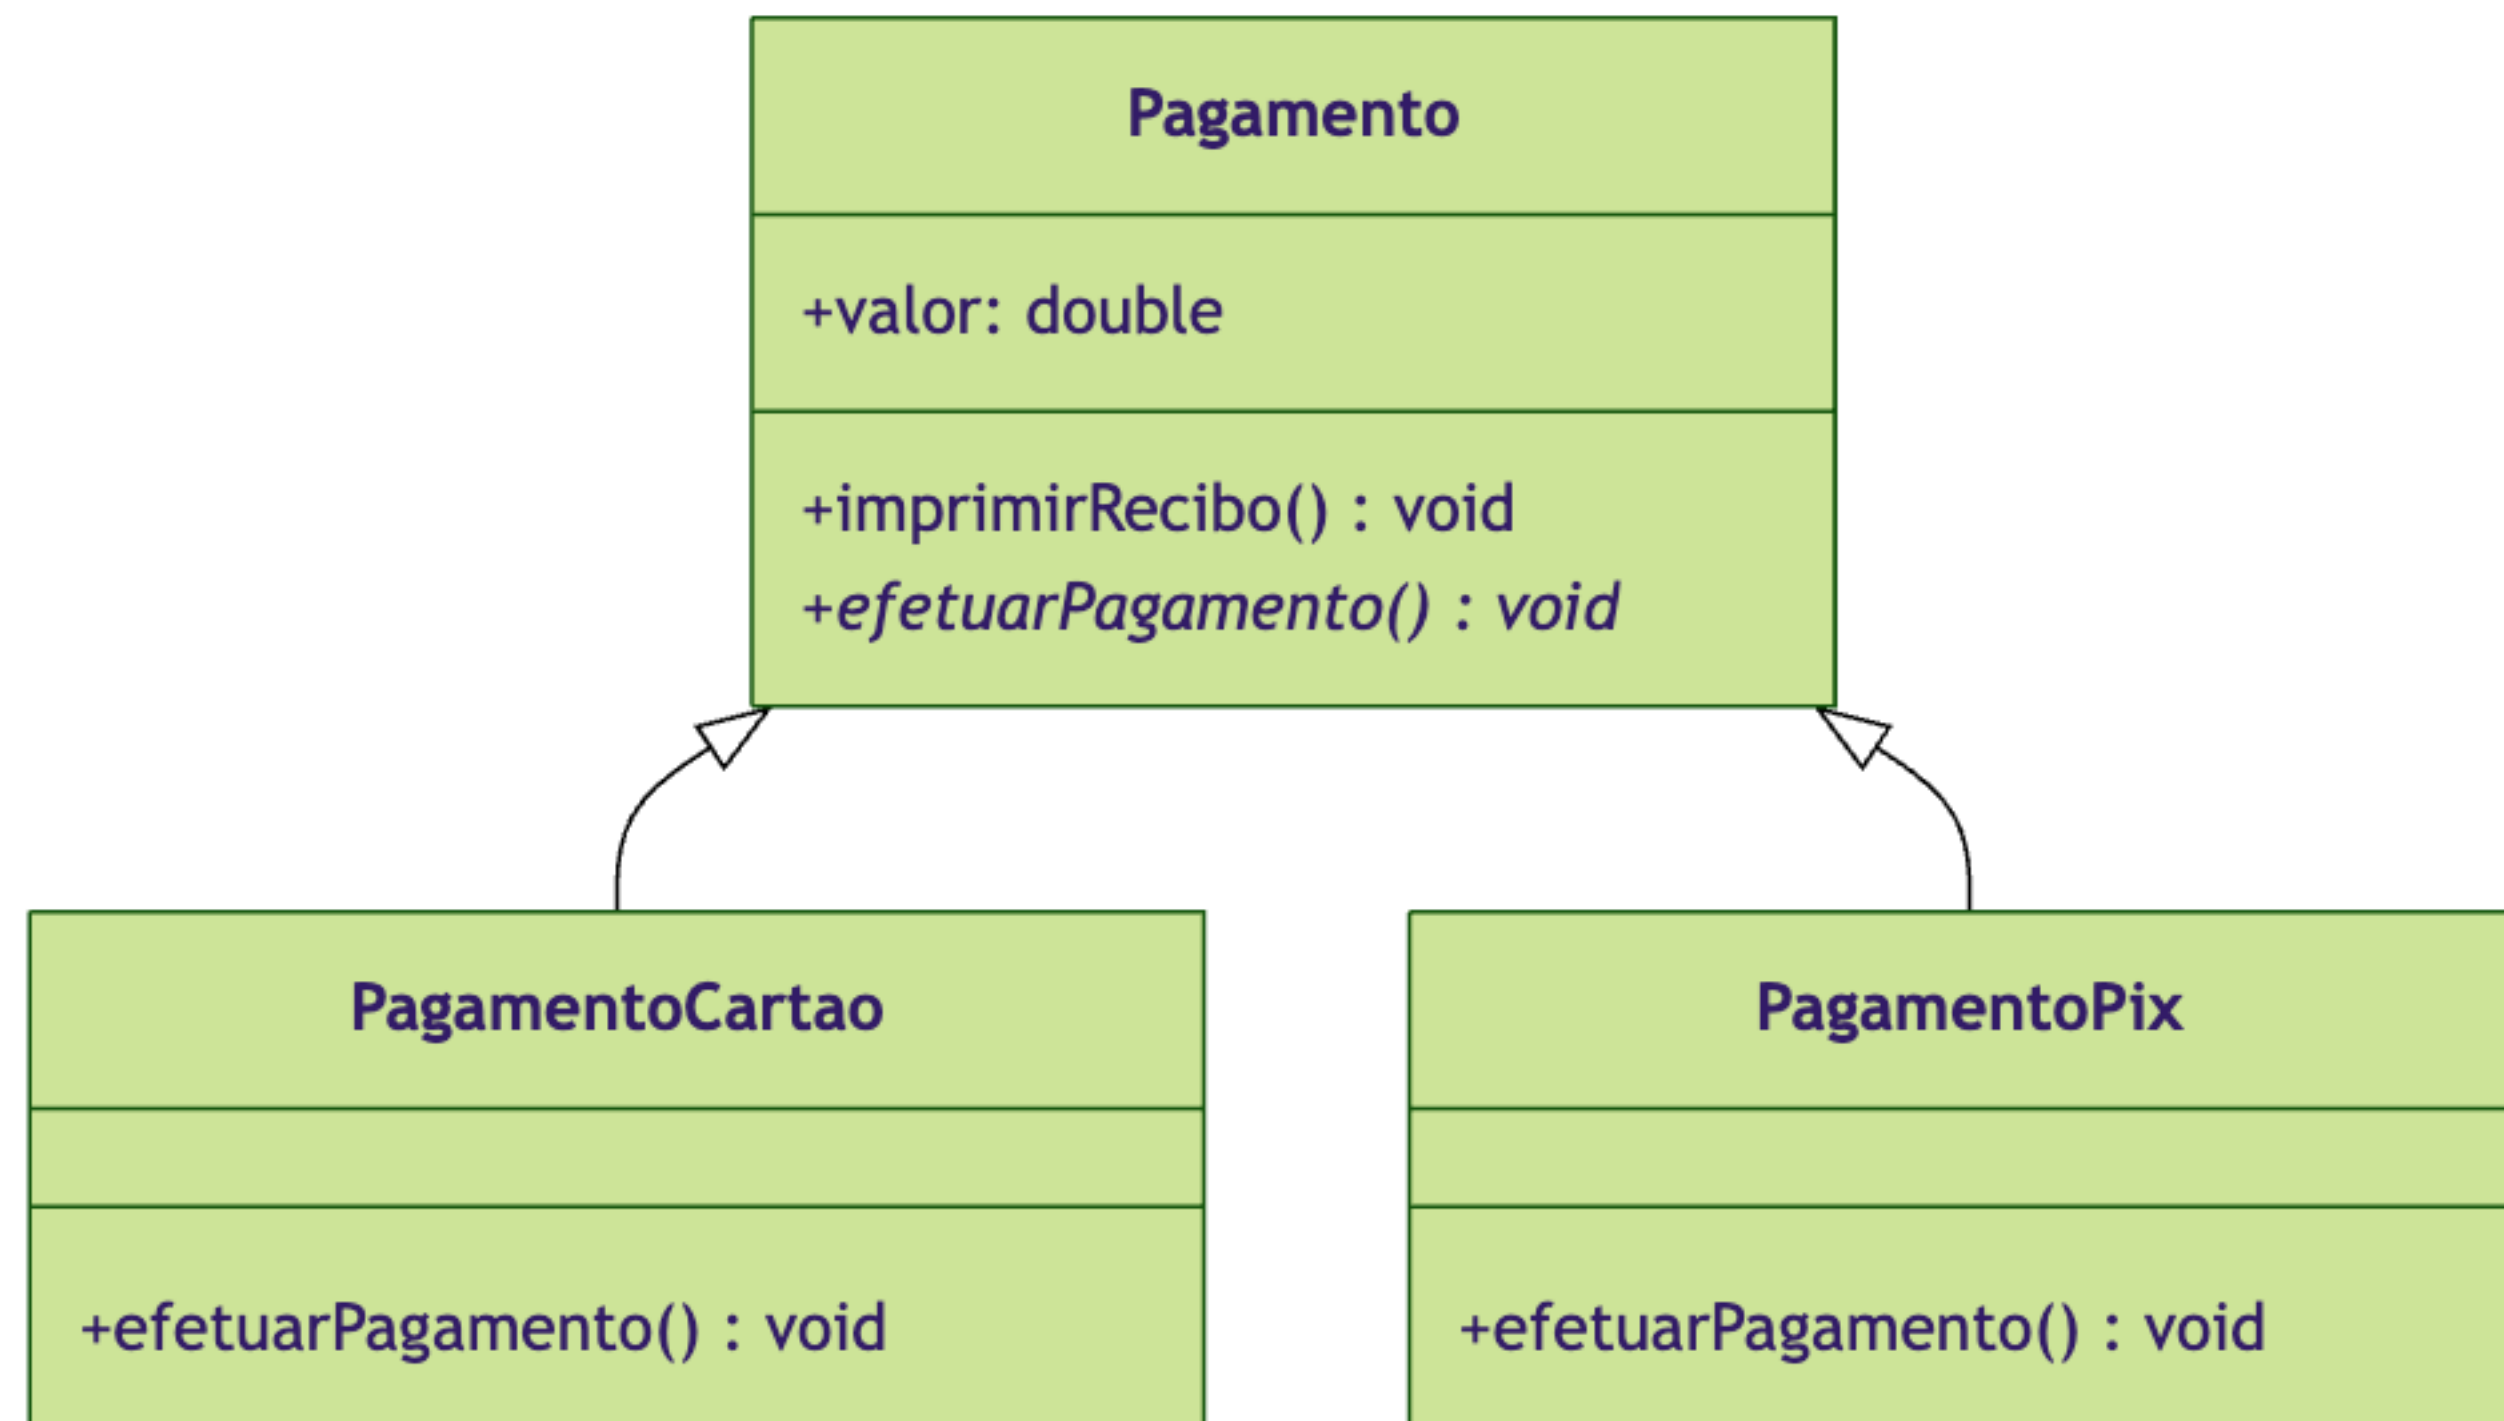 Pagamento
+valor: double
+imprimirRecibo() : void
+efetuarPagamento() : void
PagamentoCartao
+efetuarPagamento() : void
PagamentoPix
+efetuarPagamento() : void